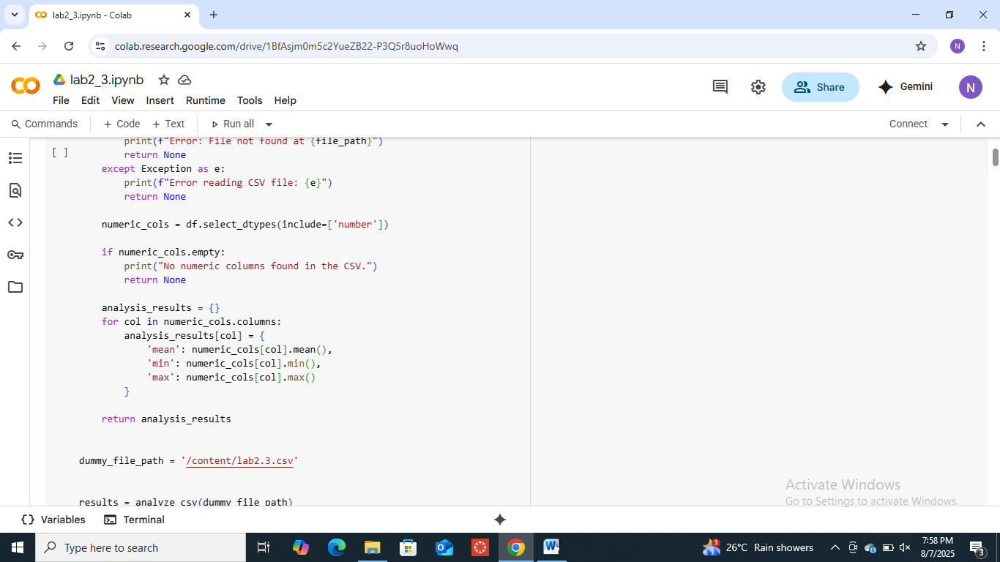 lab2_3.ipynb - Colab
colab.research.google.com/drive/1BfAsjm0m5c2YueZB22-P3Q5r8uoHoWwq
N
lab2_3.ipynb
File Edit View Insert Runtime Tools Help
Share
Gemini
N
Commands + Code + Text Run all
Connect
print(f"Error: File not found at {file_path}")
[ ]
return None
except Exception as e:
print(f"Error reading CSV file: {e}")
return None
numeric_cols = df.select_dtypes(include=['number'])
if numeric_cols.empty:
print("No numeric columns found in the CSV.")
return None
analysis_results = {}
for col in numeric_cols.columns:
analysis_results[col] = {
'mean': numeric_cols[col].mean(),
'min': numeric_cols[col].min(),
'max': numeric_cols[col].max()
}
return analysis_results
dummy_file_path = '/content/lab2.3.csv'
results = analyze_csv(dummy_file_path)
Activate Windows
Go to Settings to activate Windows.
Variables Terminal
Type here to search
3
26°C Rain showers
7:58 PM
8/7/2025
3